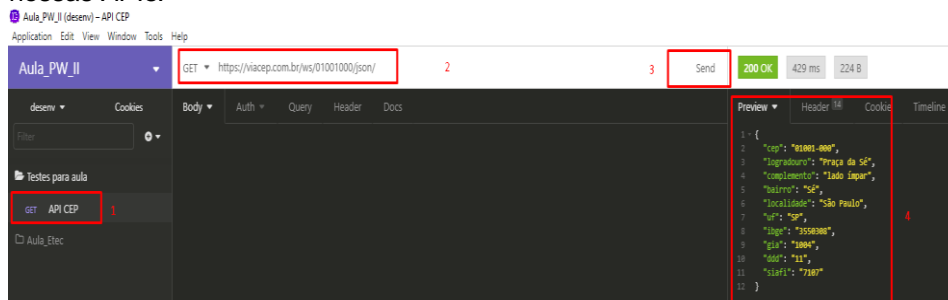 Aula_PW_II (desenv) – API CEP
Application Edit View Window Tools Help
Aula_PW_II
GET https://viacep.com.br/ws/01001000/json/
2
3
Send
200 OK 429 ms 224 B
desenv Cookies
Body Auth Query Header Docs
Preview Header 14 Cookie Timeline
Filter
Testes para aula
GET API CEP
1
Aula_Etec
1 {
2 "cep": "01001-000",
3 "logradouro": "Praça da Sé",
4 "complemento": "lado ímpar",
5 "bairro": "Sé",
6 "localidade": "São Paulo",
7 "uf": "SP",
8 "ibge": "3550308",
9 "gia": "1004",
10 "ddd": "11",
11 "siafi": "7107"
12 }
4